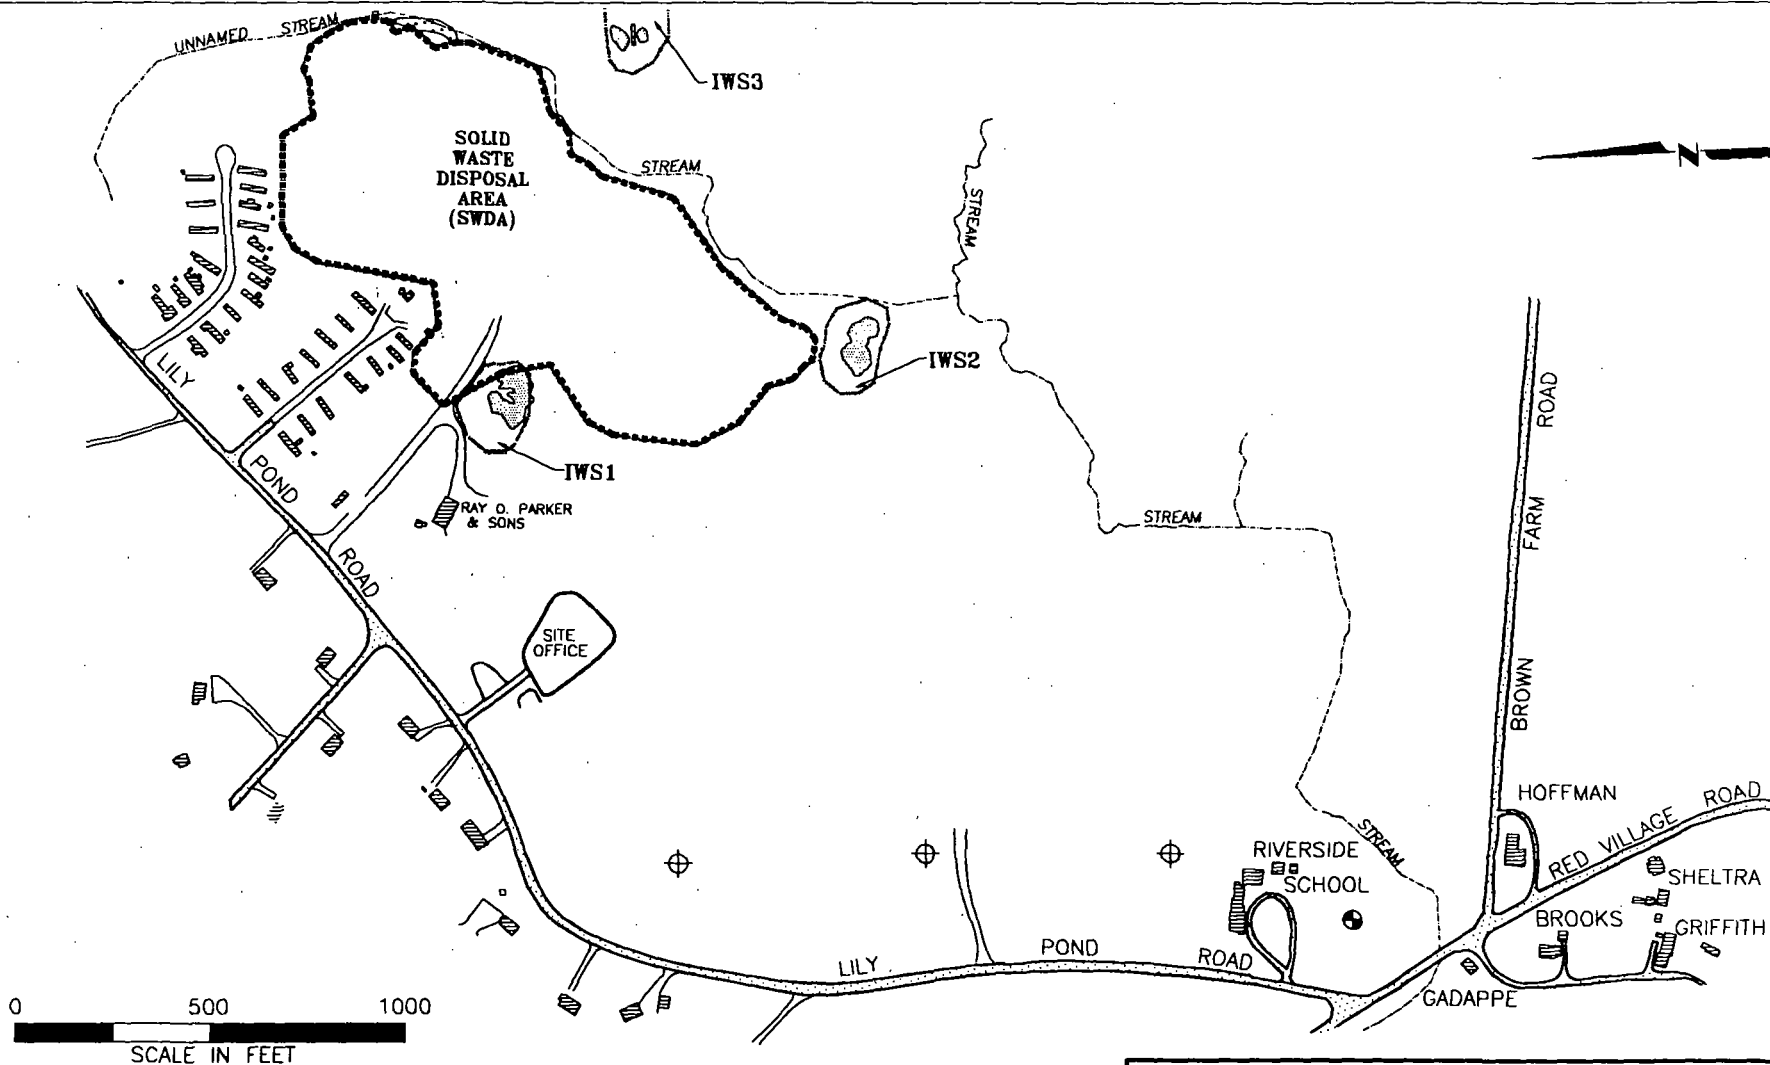 UNNAMED STREAM
IWS3
SOLID
WASTE
DISPOSAL
AREA
(SWDA)
STREAM
STREAM
N
IWS2
LILY
POND
ROAD
IWS1
RAY O. PARKER
& SONS
STREAM
BROWN FARM ROAD
SITE
OFFICE
HOFFMAN
RED VILLAGE ROAD
STREAM
RIVERSIDE
SCHOOL
SHELTRA
BROOKS
GRIFFITH
LILY POND ROAD
GADAPPE
0 500 1000
SCALE IN FEET